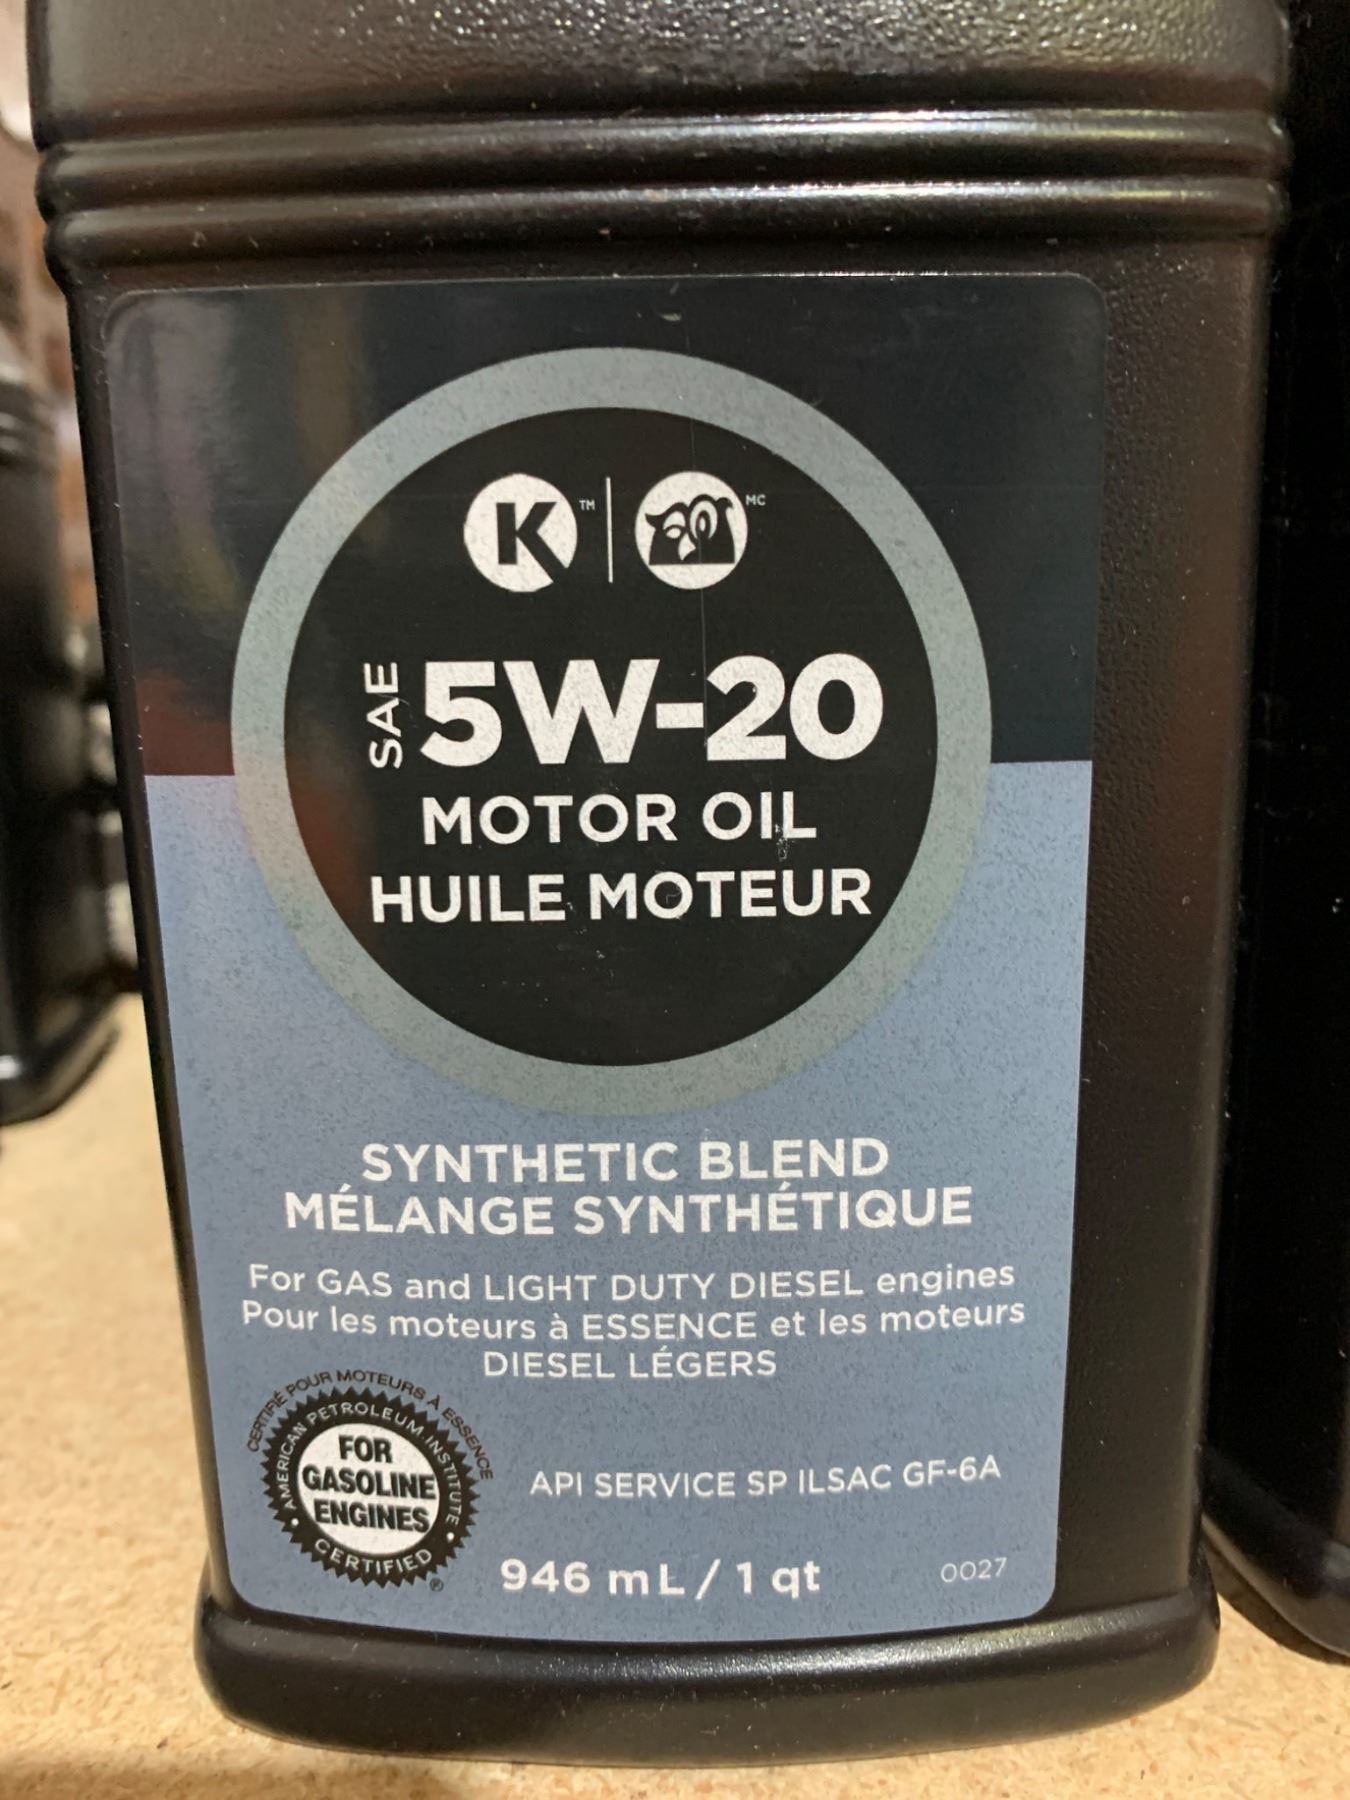 K TM MC
SAE 5W-20
MOTOR OIL
HUILE MOTEUR
SYNTHETIC BLEND
MÉLANGE SYNTHÉTIQUE
For GAS and LIGHT DUTY DIESEL engines
Pour les moteurs à ESSENCE et les moteurs
DIESEL LÉGERS
CERTIFIÉ POUR MOTEURS À ESSENCE
AMERICAN PETROLEUM INSTITUTE
FOR
GASOLINE
ENGINES
CERTIFIED
®
API SERVICE SP ILSAC GF-6A
946 mL / 1 qt
0027